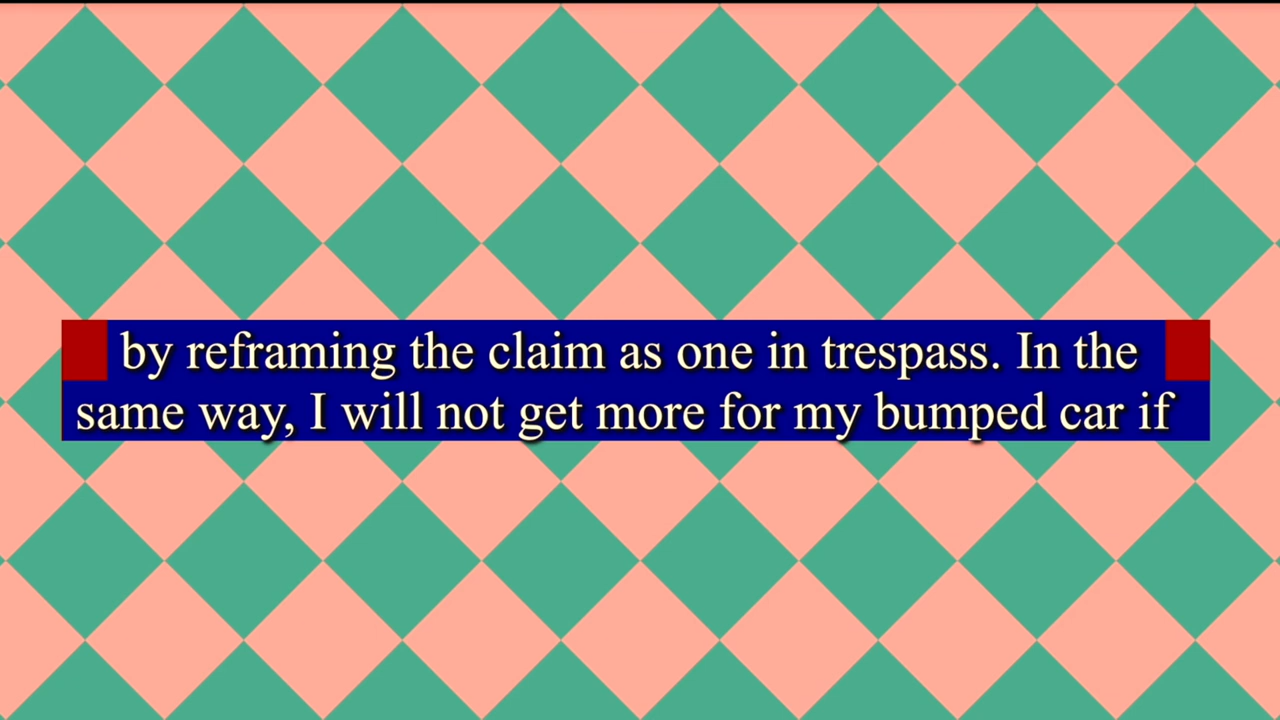 by reframing the claim as one in trespass. In the
same way, I will not get more for my bumped car if